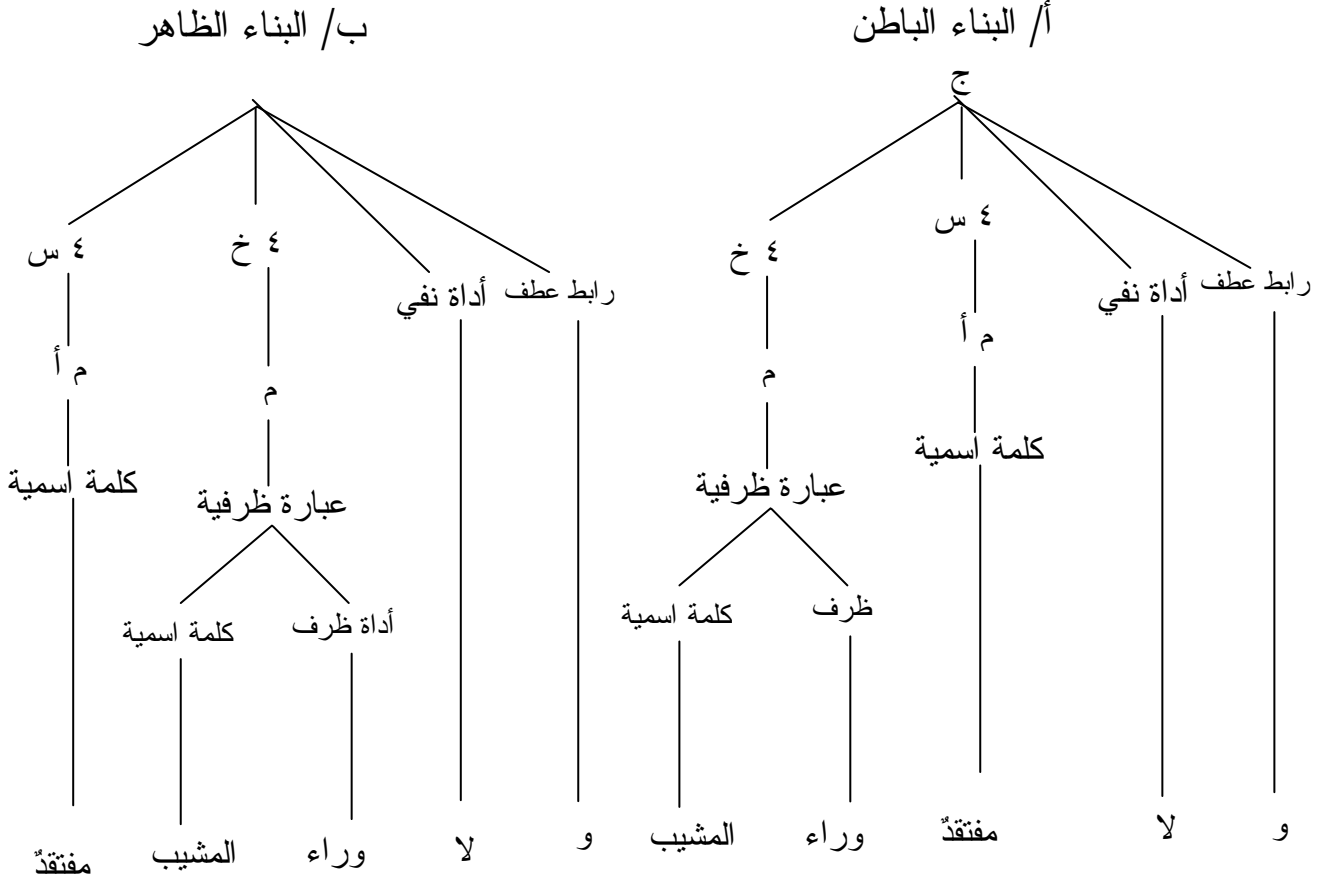 أ/ البناء الباطن
ج
رابط عطف أداة نفي ٤ س ٤ خ
م أ م
كلمة اسمية عبارة ظرفية
ظرف كلمة اسمية
و لا مفتقدٌ وراء المشيب
ب/ البناء الظاهر
رابط عطف أداة نفي ٤ خ ٤ س
م م أ
عبارة ظرفية كلمة اسمية
أداة ظرف كلمة اسمية
و لا وراء المشيب مفتقدٌ